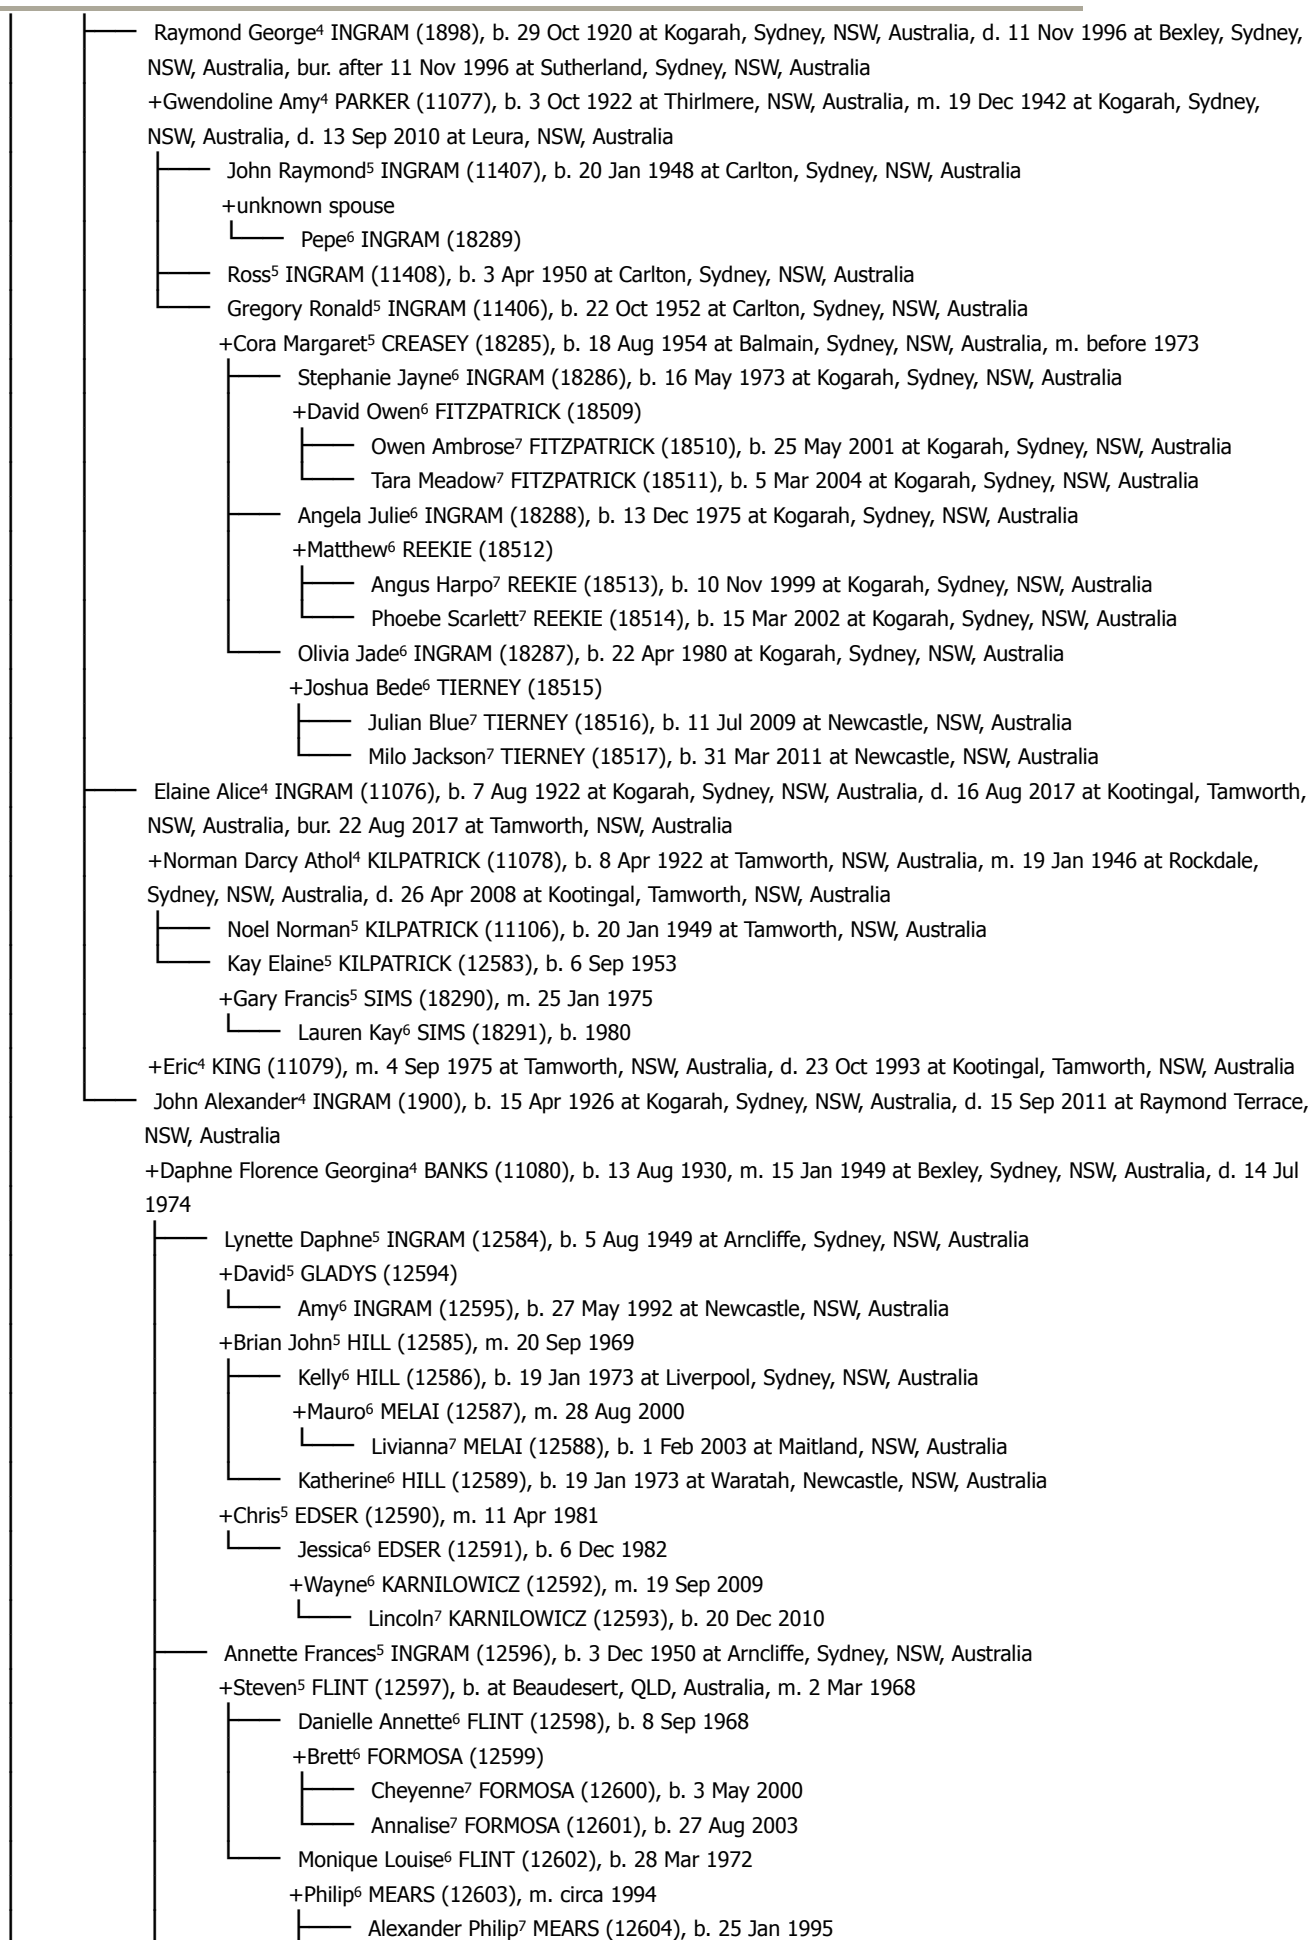 Raymond George⁴ INGRAM (1898), b. 29 Oct 1920 at Kogarah, Sydney, NSW, Australia, d. 11 Nov 1996 at Bexley, Sydney,
NSW, Australia, bur. after 11 Nov 1996 at Sutherland, Sydney, NSW, Australia
+Gwendoline Amy⁴ PARKER (11077), b. 3 Oct 1922 at Thirlmere, NSW, Australia, m. 19 Dec 1942 at Kogarah, Sydney,
NSW, Australia, d. 13 Sep 2010 at Leura, NSW, Australia
John Raymond⁵ INGRAM (11407), b. 20 Jan 1948 at Carlton, Sydney, NSW, Australia
+unknown spouse
Pepe⁶ INGRAM (18289)
Ross⁵ INGRAM (11408), b. 3 Apr 1950 at Carlton, Sydney, NSW, Australia
Gregory Ronald⁵ INGRAM (11406), b. 22 Oct 1952 at Carlton, Sydney, NSW, Australia
+Cora Margaret⁵ CREASEY (18285), b. 18 Aug 1954 at Balmain, Sydney, NSW, Australia, m. before 1973
Stephanie Jayne⁶ INGRAM (18286), b. 16 May 1973 at Kogarah, Sydney, NSW, Australia
+David Owen⁶ FITZPATRICK (18509)
Owen Ambrose⁷ FITZPATRICK (18510), b. 25 May 2001 at Kogarah, Sydney, NSW, Australia
Tara Meadow⁷ FITZPATRICK (18511), b. 5 Mar 2004 at Kogarah, Sydney, NSW, Australia
Angela Julie⁶ INGRAM (18288), b. 13 Dec 1975 at Kogarah, Sydney, NSW, Australia
+Matthew⁶ REEKIE (18512)
Angus Harpo⁷ REEKIE (18513), b. 10 Nov 1999 at Kogarah, Sydney, NSW, Australia
Phoebe Scarlett⁷ REEKIE (18514), b. 15 Mar 2002 at Kogarah, Sydney, NSW, Australia
Olivia Jade⁶ INGRAM (18287), b. 22 Apr 1980 at Kogarah, Sydney, NSW, Australia
+Joshua Bede⁶ TIERNEY (18515)
Julian Blue⁷ TIERNEY (18516), b. 11 Jul 2009 at Newcastle, NSW, Australia
Milo Jackson⁷ TIERNEY (18517), b. 31 Mar 2011 at Newcastle, NSW, Australia
Elaine Alice⁴ INGRAM (11076), b. 7 Aug 1922 at Kogarah, Sydney, NSW, Australia, d. 16 Aug 2017 at Kootingal, Tamworth,
NSW, Australia, bur. 22 Aug 2017 at Tamworth, NSW, Australia
+Norman Darcy Athol⁴ KILPATRICK (11078), b. 8 Apr 1922 at Tamworth, NSW, Australia, m. 19 Jan 1946 at Rockdale,
Sydney, NSW, Australia, d. 26 Apr 2008 at Kootingal, Tamworth, NSW, Australia
Noel Norman⁵ KILPATRICK (11106), b. 20 Jan 1949 at Tamworth, NSW, Australia
Kay Elaine⁵ KILPATRICK (12583), b. 6 Sep 1953
+Gary Francis⁵ SIMS (18290), m. 25 Jan 1975
Lauren Kay⁶ SIMS (18291), b. 1980
+Eric⁴ KING (11079), m. 4 Sep 1975 at Tamworth, NSW, Australia, d. 23 Oct 1993 at Kootingal, Tamworth, NSW, Australia
John Alexander⁴ INGRAM (1900), b. 15 Apr 1926 at Kogarah, Sydney, NSW, Australia, d. 15 Sep 2011 at Raymond Terrace,
NSW, Australia
+Daphne Florence Georgina⁴ BANKS (11080), b. 13 Aug 1930, m. 15 Jan 1949 at Bexley, Sydney, NSW, Australia, d. 14 Jul
1974
Lynette Daphne⁵ INGRAM (12584), b. 5 Aug 1949 at Arncliffe, Sydney, NSW, Australia
+David⁵ GLADYS (12594)
Amy⁶ INGRAM (12595), b. 27 May 1992 at Newcastle, NSW, Australia
+Brian John⁵ HILL (12585), m. 20 Sep 1969
Kelly⁶ HILL (12586), b. 19 Jan 1973 at Liverpool, Sydney, NSW, Australia
+Mauro⁶ MELAI (12587), m. 28 Aug 2000
Livianna⁷ MELAI (12588), b. 1 Feb 2003 at Maitland, NSW, Australia
Katherine⁶ HILL (12589), b. 19 Jan 1973 at Waratah, Newcastle, NSW, Australia
+Chris⁵ EDSER (12590), m. 11 Apr 1981
Jessica⁶ EDSER (12591), b. 6 Dec 1982
+Wayne⁶ KARNILOWICZ (12592), m. 19 Sep 2009
Lincoln⁷ KARNILOWICZ (12593), b. 20 Dec 2010
Annette Frances⁵ INGRAM (12596), b. 3 Dec 1950 at Arncliffe, Sydney, NSW, Australia
+Steven⁵ FLINT (12597), b. at Beaudesert, QLD, Australia, m. 2 Mar 1968
Danielle Annette⁶ FLINT (12598), b. 8 Sep 1968
+Brett⁶ FORMOSA (12599)
Cheyenne⁷ FORMOSA (12600), b. 3 May 2000
Annalise⁷ FORMOSA (12601), b. 27 Aug 2003
Monique Louise⁶ FLINT (12602), b. 28 Mar 1972
+Philip⁶ MEARS (12603), m. circa 1994
Alexander Philip⁷ MEARS (12604), b. 25 Jan 1995